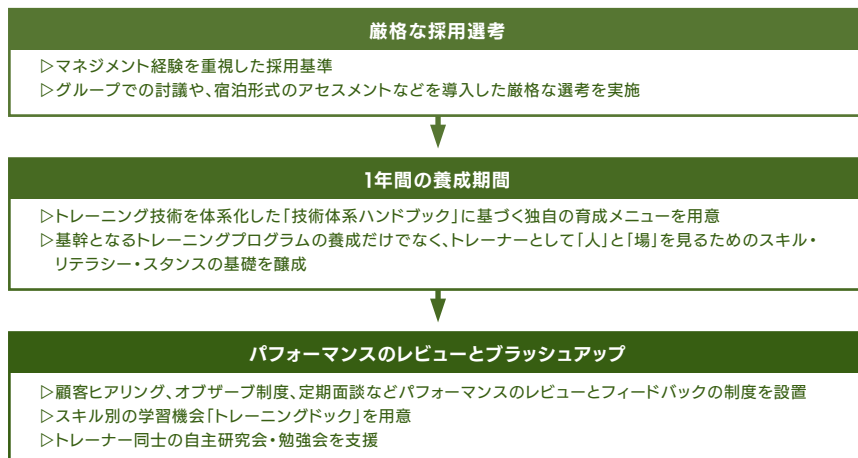 厳格な採用選考
▷マネジメント経験を重視した採用基準
▷グループでの討議や、宿泊形式のアセスメントなどを導入した厳格な選考を実施
1年間の養成期間
▷トレーニング技術を体系化した「技術体系ハンドブック」に基づく独自の育成メニューを用意
▷基幹となるトレーニングプログラムの養成だけでなく、トレーナーとして「人」と「場」を見るためのスキル・
リテラシー・スタンスの基礎を醸成
パフォーマンスのレビューとブラッシュアップ
▷顧客ヒアリング、オブザーブ制度、定期面談などパフォーマンスのレビューとフィードバックの制度を設置
▷スキル別の学習機会「トレーニングドック」を用意
▷トレーナー同士の自主研究会・勉強会を支援